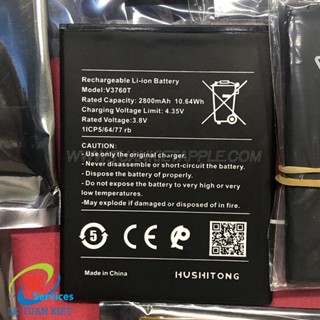 Rechargeable Li-ion Battery
Model:V3760T
Rated Capacity: 2800mAh 10.64Wh
Charging Voltage Limit: 4.35V
Rated Voltage:3.8V
1ICP5/64/77 rb
CAUTION:
- Use only the original charger.
- Never disassemble or short-circuit the battery.
- Dispose the battery of properly.
- Do not expose the battery to very high or very
low temperatures.
-May explode if damaged or disposed of in fire.
5
Made in China
HUSHITONG
Services
LE TUAN KIET